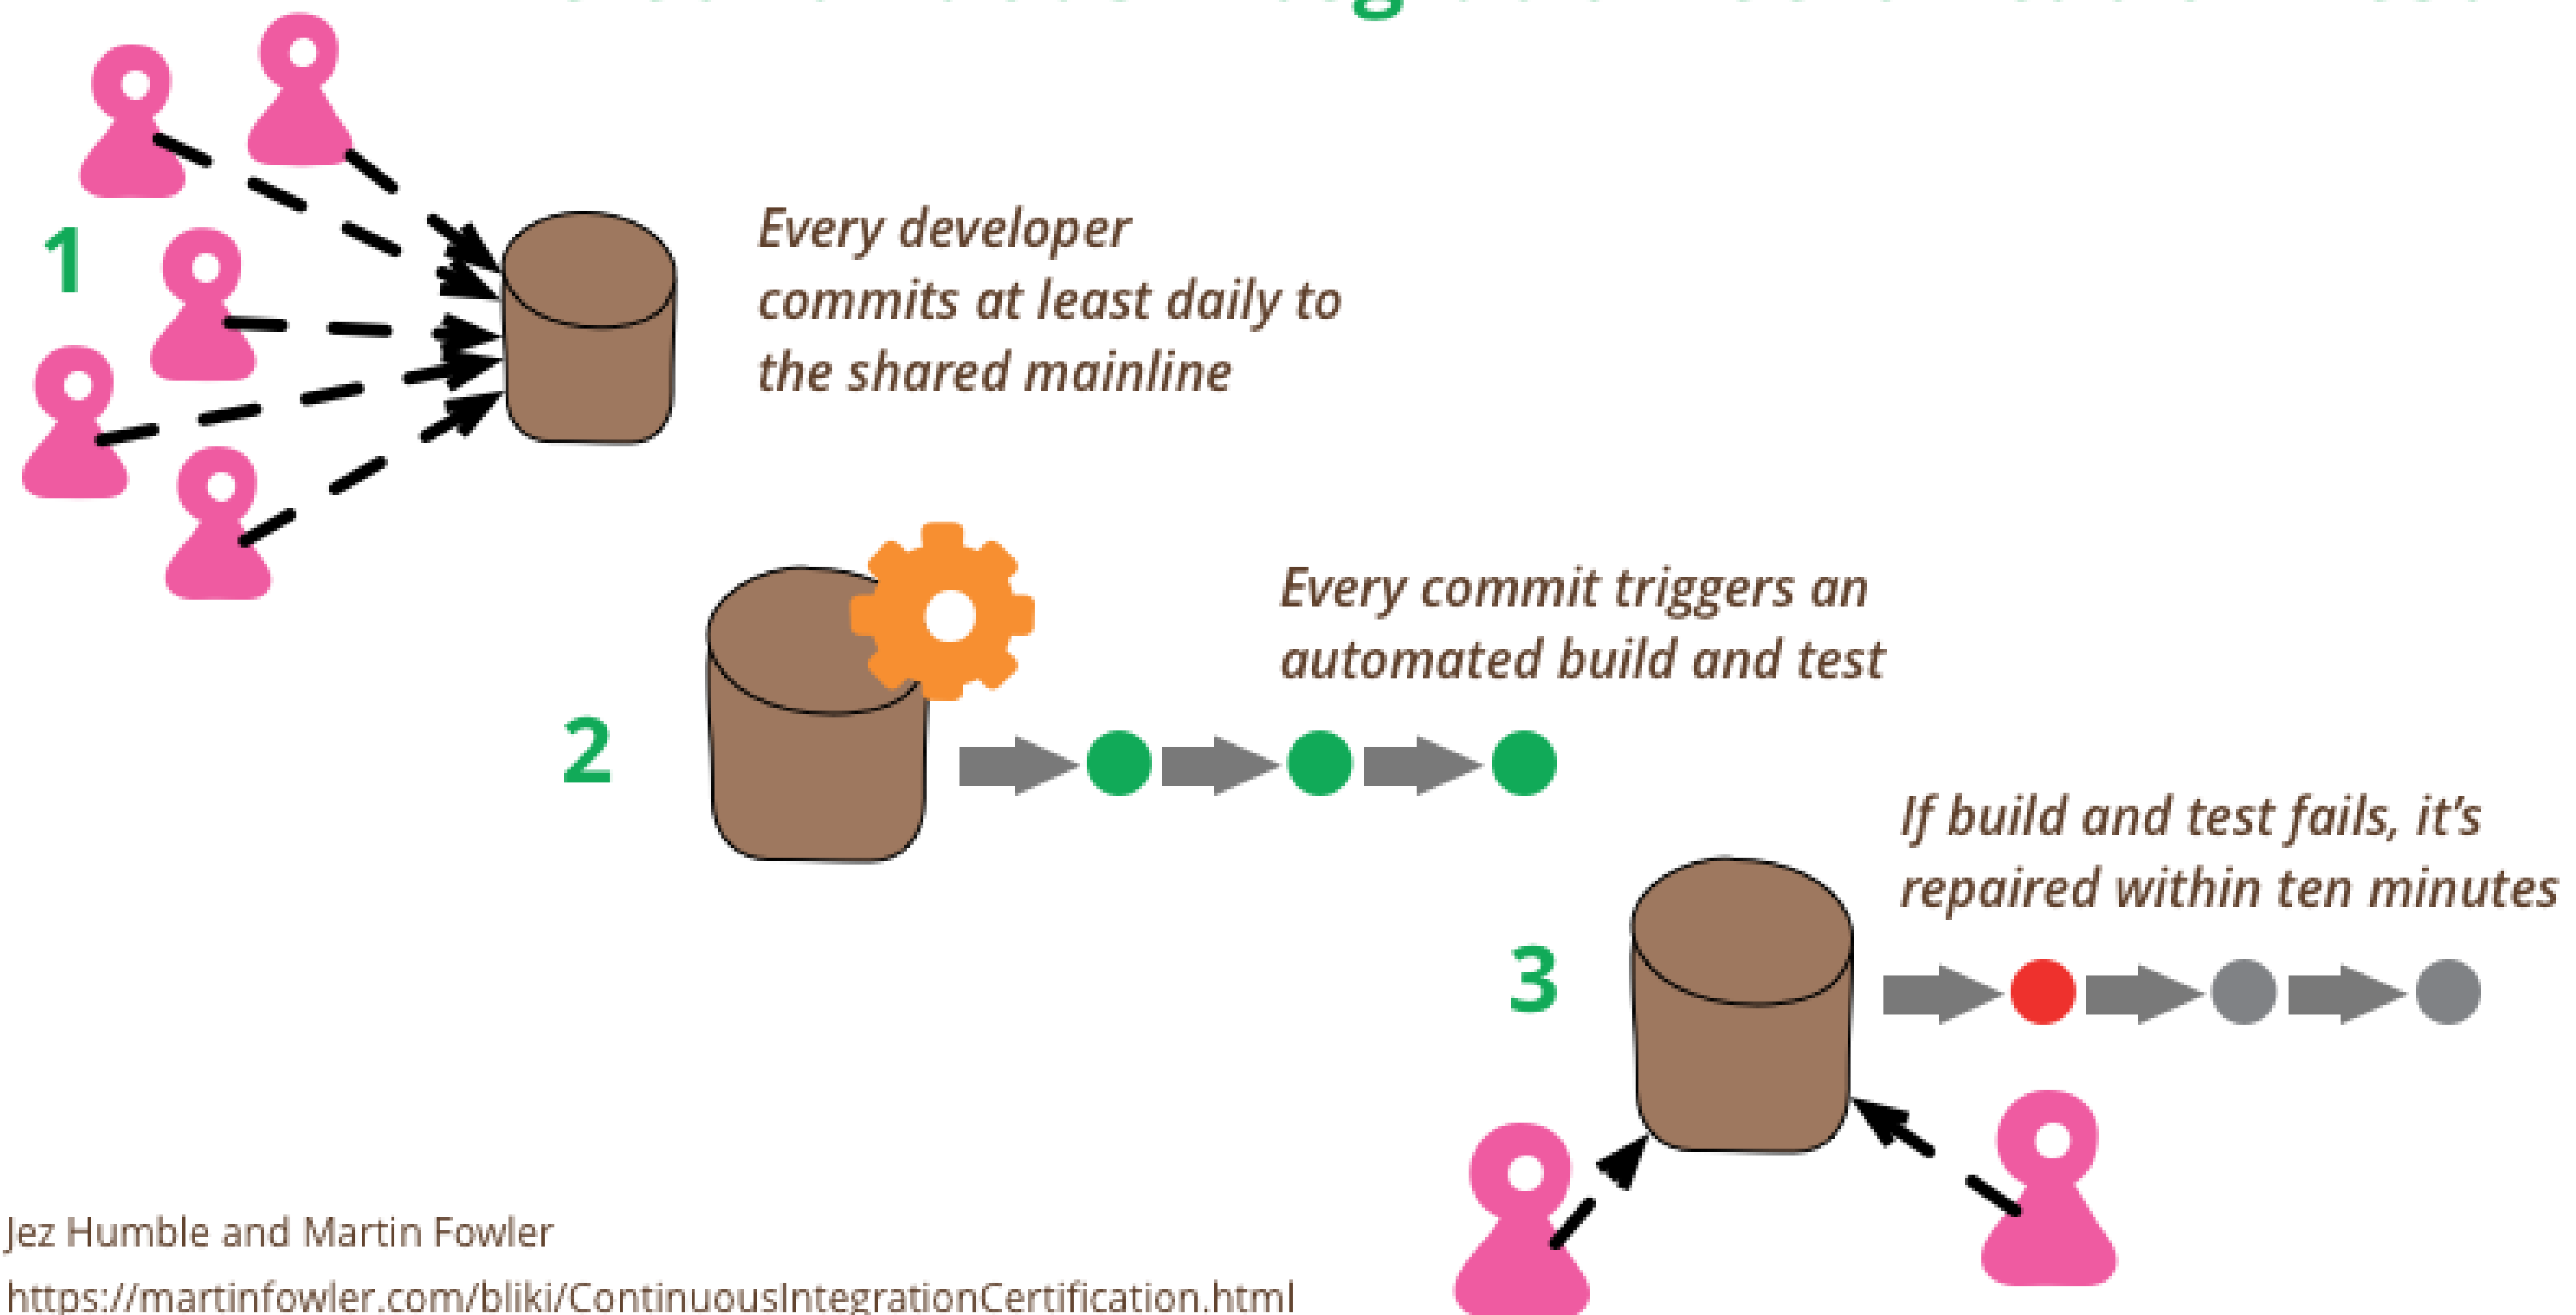 1
Every developer
commits at least daily to
the shared mainline
Every commit triggers an
automated build and test
2
If build and test fails, it's
repaired within ten minutes
3
Jez Humble and Martin Fowler
https://martinfowler.com/bliki/ContinuousIntegrationCertification.html